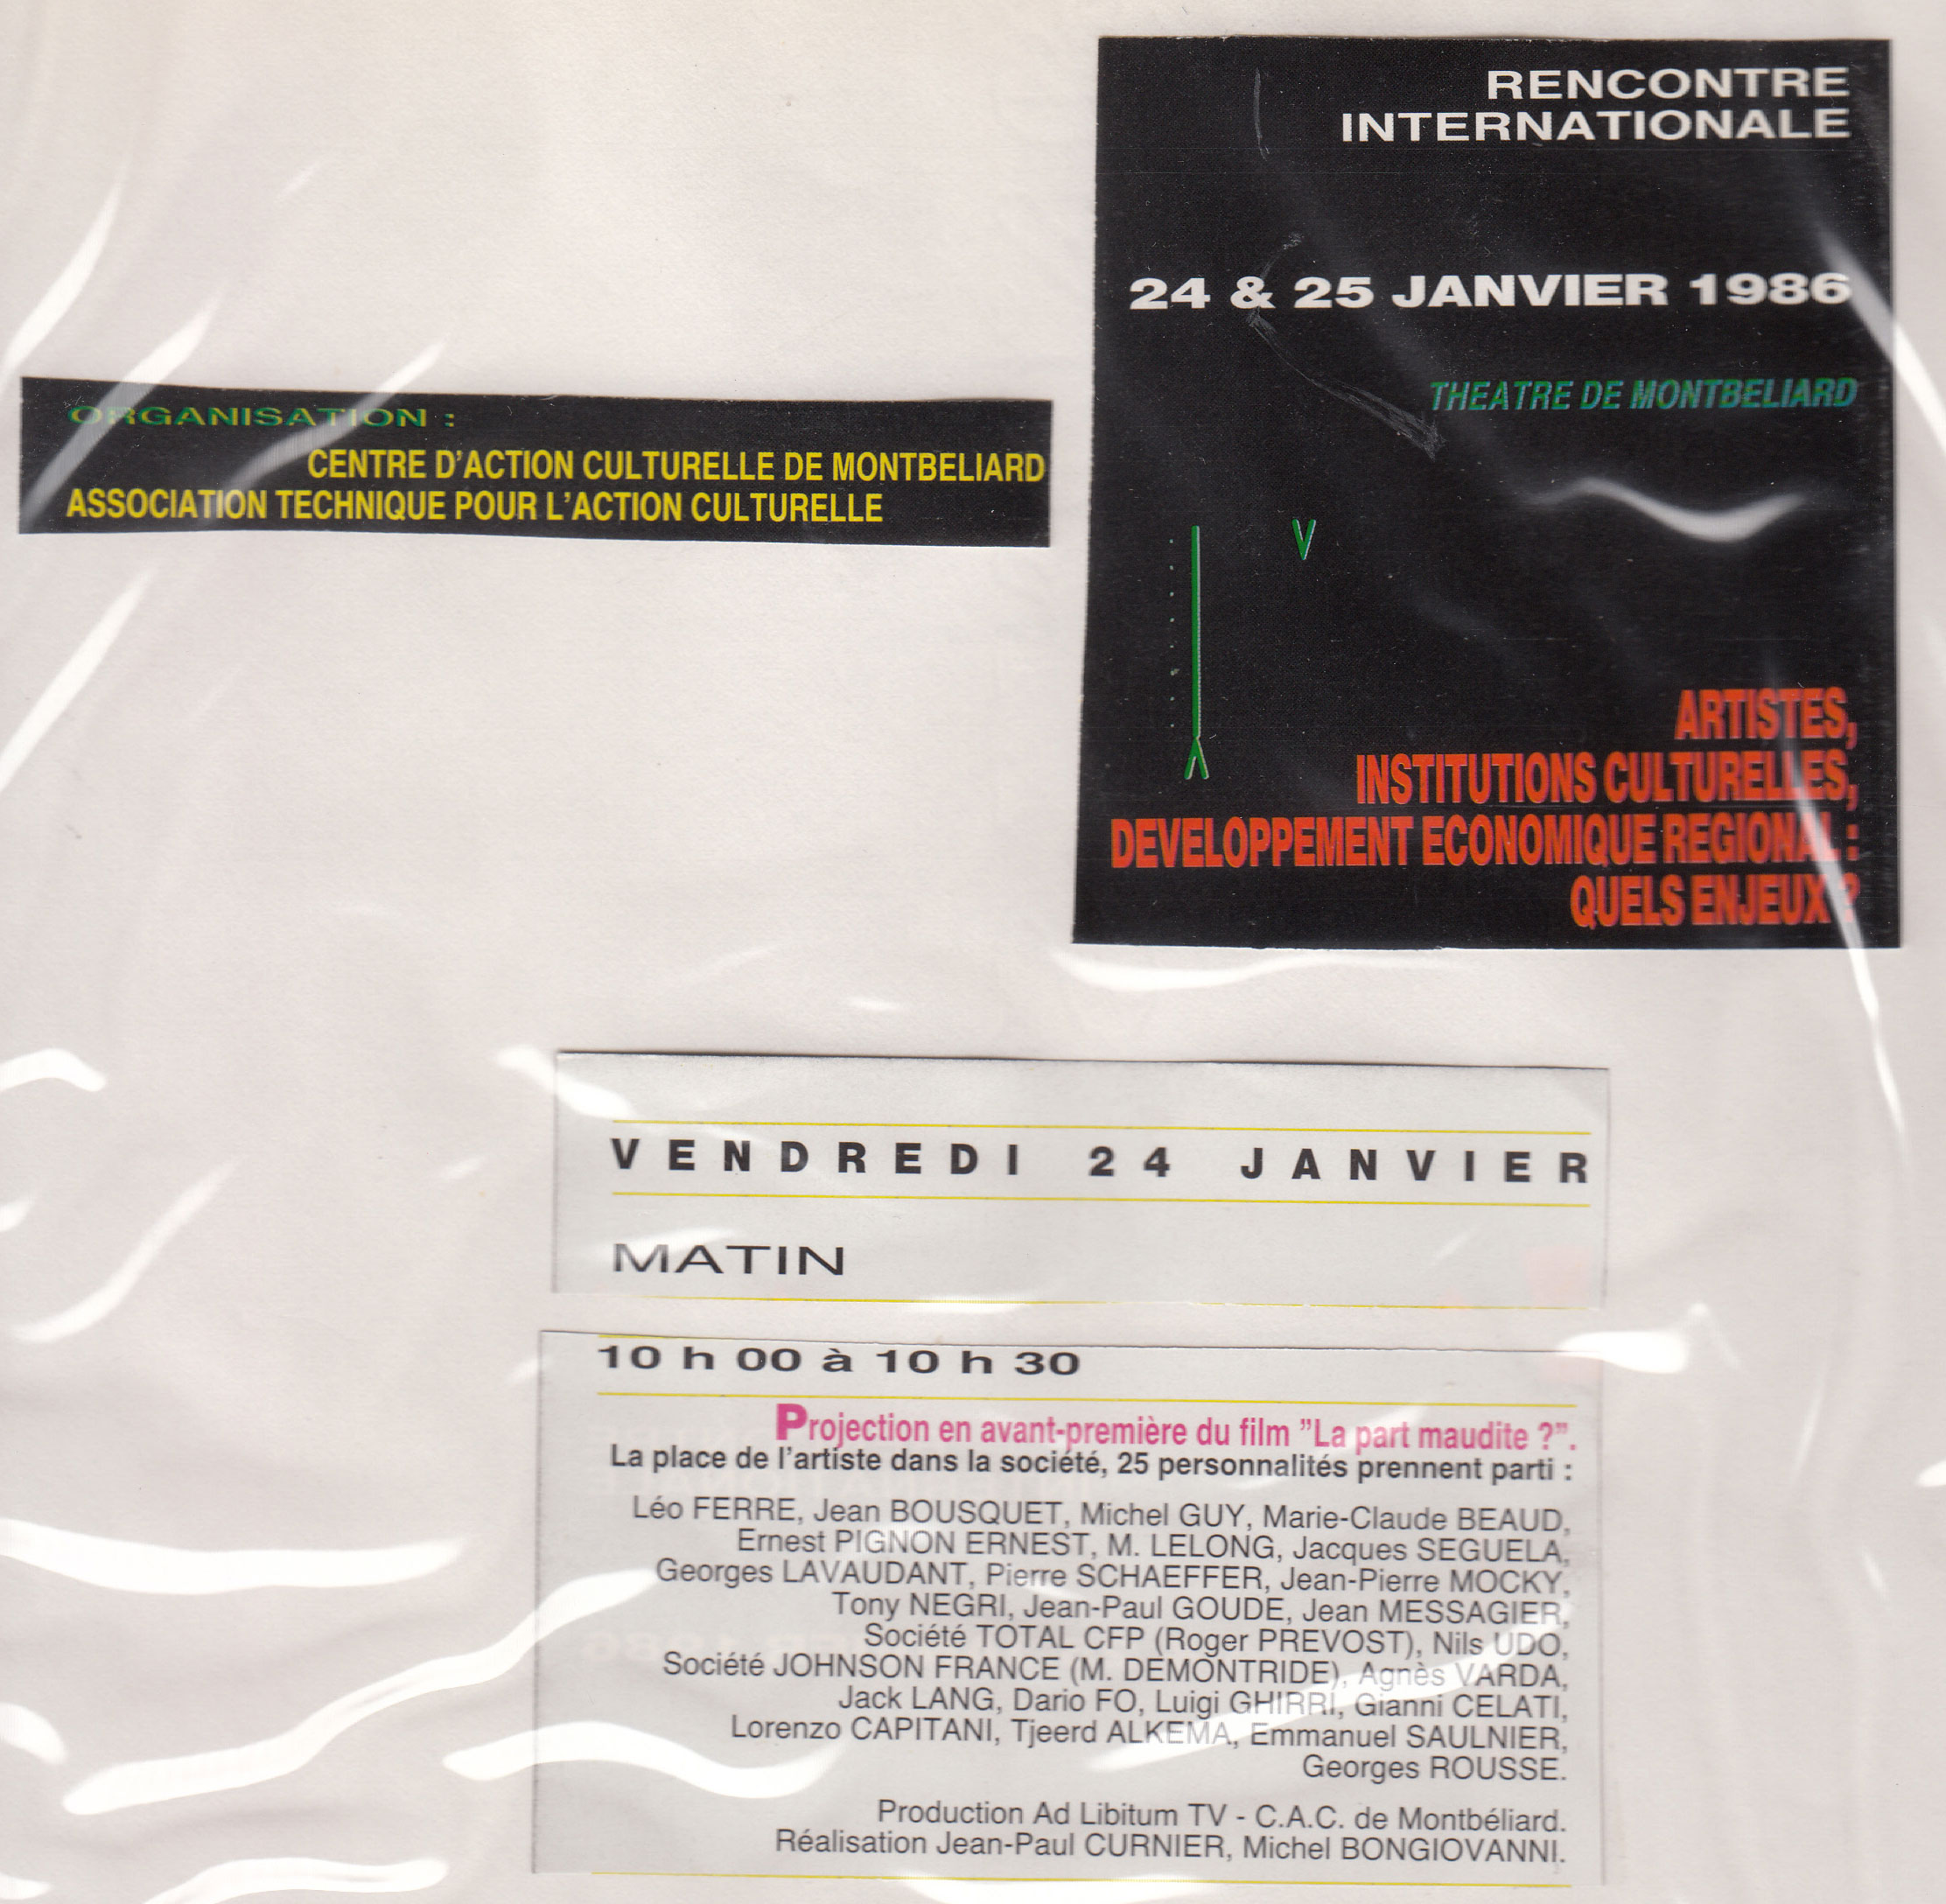 RENCONTRE
INTERNATIONALE
24 & 25 JANVIER 1986
THEATRE DE MONTBELIARD
ARTISTES,
INSTITUTIONS CULTURELLES,
DEVELOPPEMENT ECONOMIQUE REGIONAL :
QUELS ENJEUX ?
ORGANISATION :
CENTRE D'ACTION CULTURELLE DE MONTBELIARD
ASSOCIATION TECHNIQUE POUR L'ACTION CULTURELLE
VENDREDI 24 JANVIER
MATIN
10 h 00 à 10 h 30
Projection en avant-première du film "La part maudite ?".
La place de l'artiste dans la société, 25 personnalités prennent parti :
Léo FERRE, Jean BOUSQUET, Michel GUY, Marie-Claude BEAUD,
Ernest PIGNON ERNEST, M. LELONG, Jacques SEGUELA,
Georges LAVAUDANT, Pierre SCHAEFFER, Jean-Pierre MOCKY,
Tony NEGRI, Jean-Paul GOUDE, Jean MESSAGIER,
Société TOTAL CFP (Roger PREVOST), Nils UDO,
Société JOHNSON FRANCE (M. DEMONTRIDE), Agnès VARDA,
Jack LANG, Dario FO, Luigi GHIRRI, Gianni CELATI,
Lorenzo CAPITANI, Tjeerd ALKEMA, Emmanuel SAULNIER,
Georges ROUSSE.
Production Ad Libitum TV - C.A.C. de Montbéliard.
Réalisation Jean-Paul CURNIER, Michel BONGIOVANNI.